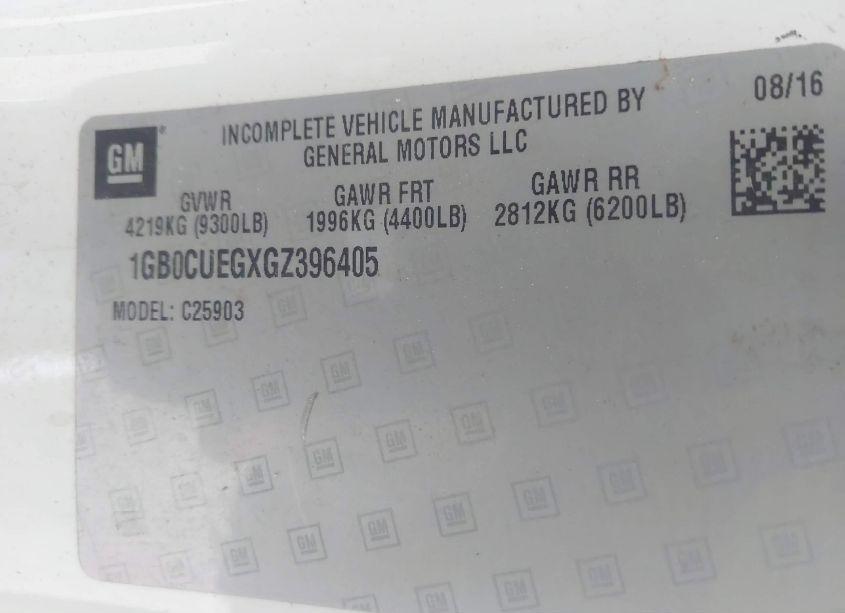 08/16
GM
INCOMPLETE VEHICLE MANUFACTURED BY
GENERAL MOTORS LLC
GVWR GAWR FRT GAWR RR
4219KG (9300LB) 1996KG (4400LB) 2812KG (6200LB)
1GB0CUEGXGZ396405
MODEL: C25903